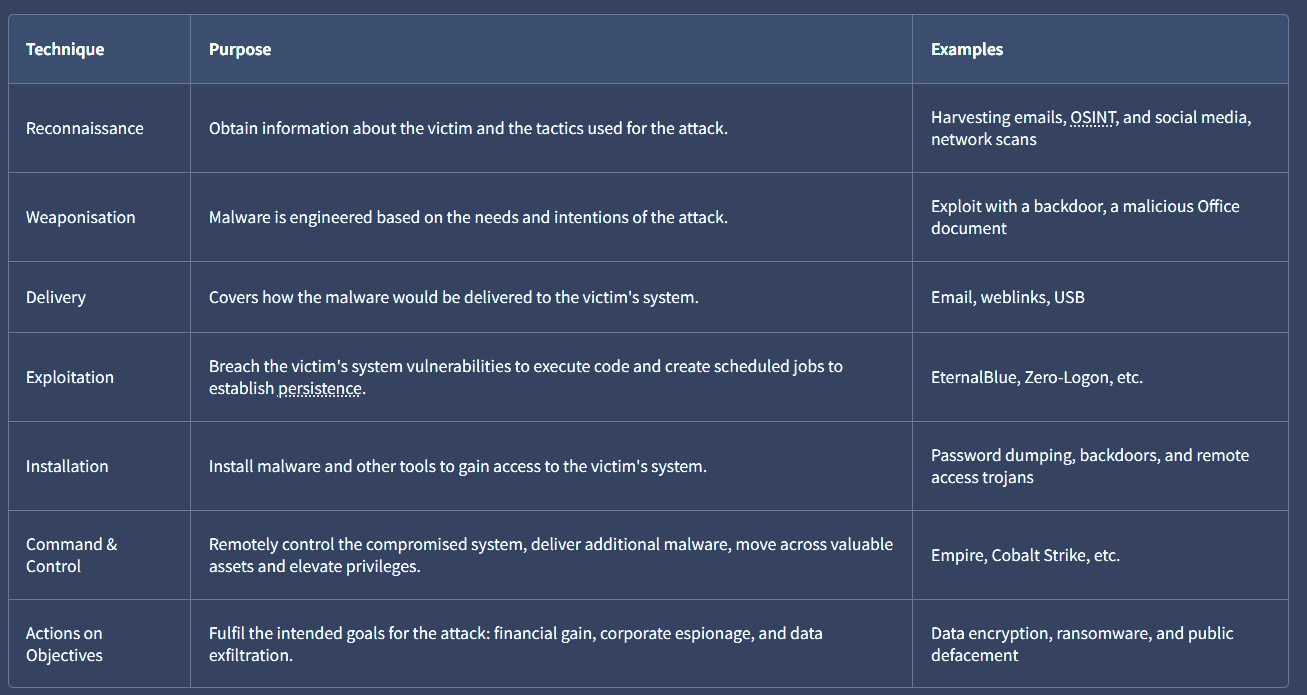 Technique
Purpose
Examples
Reconnaissance
Obtain information about the victim and the tactics used for the attack.
Harvesting emails, OSINT, and social media,
network scans
Weaponisation
Malware is engineered based on the needs and intentions of the attack.
Exploit with a backdoor, a malicious Office
document
Delivery
Covers how the malware would be delivered to the victim's system.
Email, weblinks, USB
Exploitation
Breach the victim's system vulnerabilities to execute code and create scheduled jobs to
establish persistence.
EternalBlue, Zero-Logon, etc.
Installation
Install malware and other tools to gain access to the victim's system.
Password dumping, backdoors, and remote
access trojans
Command &
Control
Remotely control the compromised system, deliver additional malware, move across valuable
assets and elevate privileges.
Empire, Cobalt Strike, etc.
Actions on
Objectives
Fulfil the intended goals for the attack: financial gain, corporate espionage, and data
exfiltration.
Data encryption, ransomware, and public
defacement